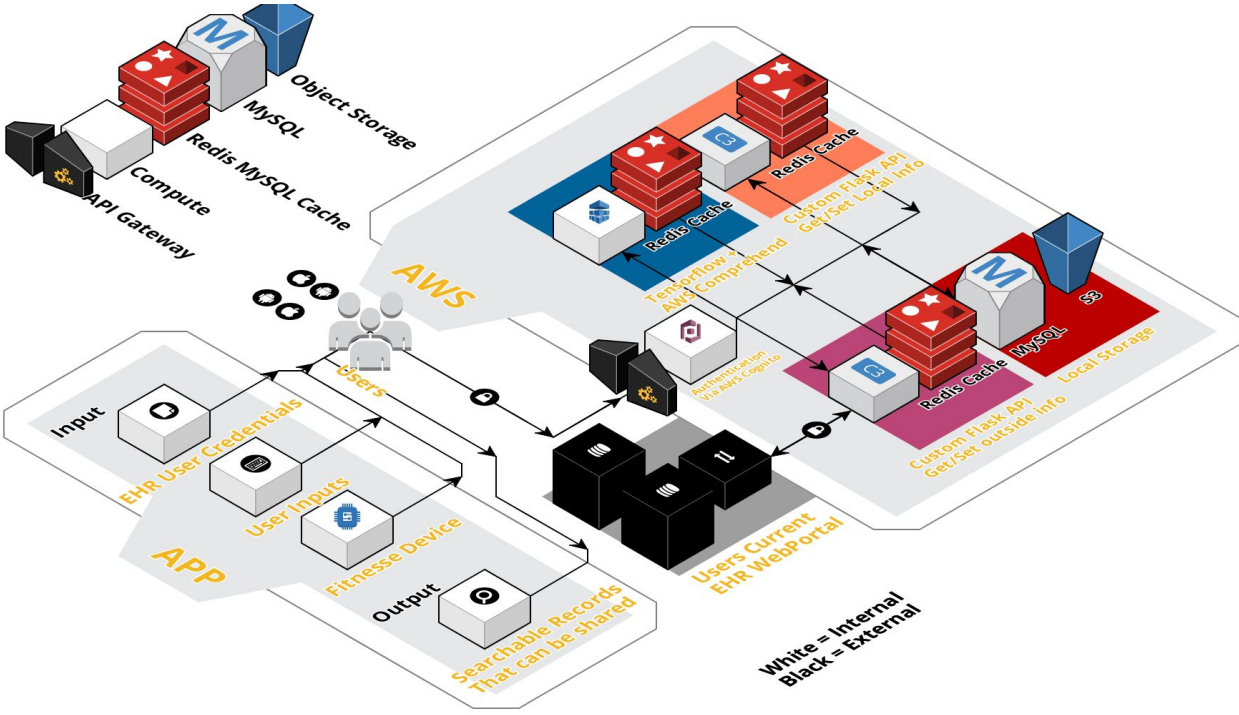 Object Storage
MySQL
Redis MySQL Cache
Compute
API Gateway
AWS
Redis Cache
Custom Flask API
Get/Set Local Info
Redis Cache
Tensorflow +
AWS Comprehend
S3
MySQL
Local Storage
Redis Cache
Custom Flask API
Get/Set outside info
Authentication
Via AWS Cognito
Users
Input
EHR User Credentials
User Inputs
Fitnesse Device
APP
Output
Searchable Records
That can be shared
Users Current
EHR WebPortal
White = Internal
Black = External